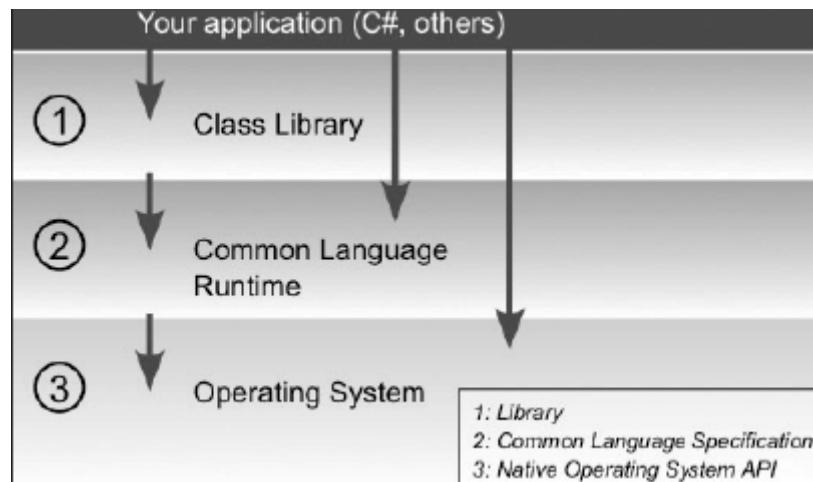 Your application (C#, others)
1
Class Library
2
Common Language
Runtime
3
Operating System
1: Library
2: Common Language Specification
3: Native Operating System API